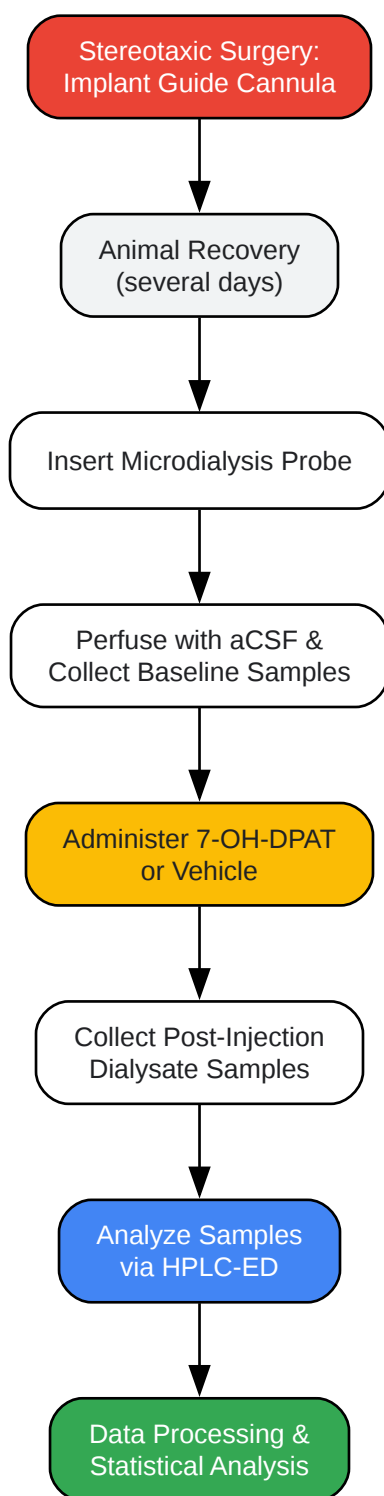 Stereotaxic Surgery:
Implant Guide Cannula
Animal Recovery
(several days)
Insert Microdialysis Probe
Perfuse with aCSF &
Collect Baseline Samples
Administer 7-OH-DPAT
or Vehicle
Collect Post-Injection
Dialysate Samples
Analyze Samples
via HPLC-ED
Data Processing &
Statistical Analysis